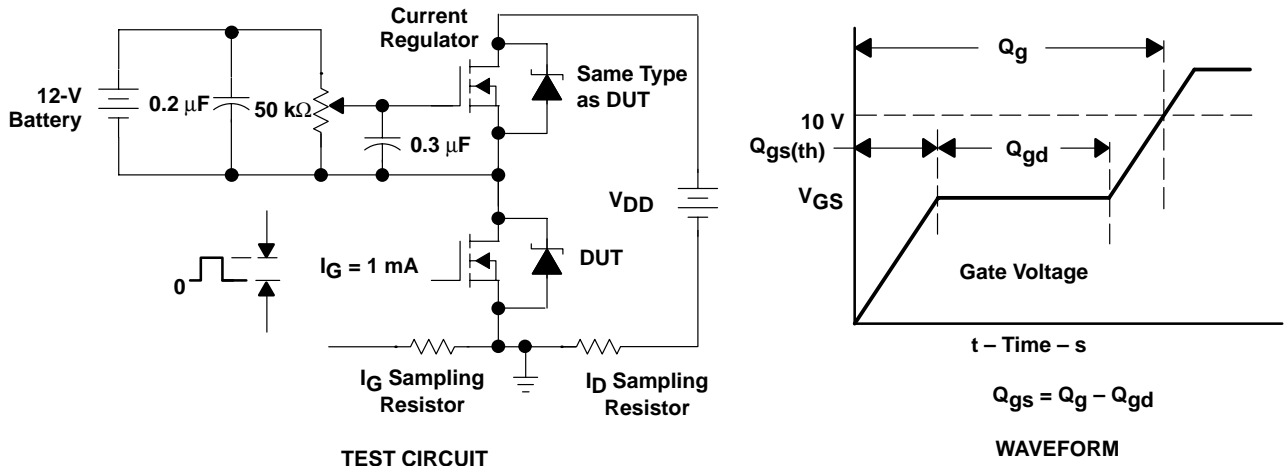 Current
Regulator
12-V
Battery
0.2 μF
50 kΩ
0.3 μF
Same Type
as DUT
VDD
IG = 1 mA
DUT
0
IG Sampling
Resistor
ID Sampling
Resistor
TEST CIRCUIT
Qg
10 V
Qgs(th)
Qgd
VGS
Gate Voltage
t – Time – s
Qgs = Qg – Qgd
WAVEFORM